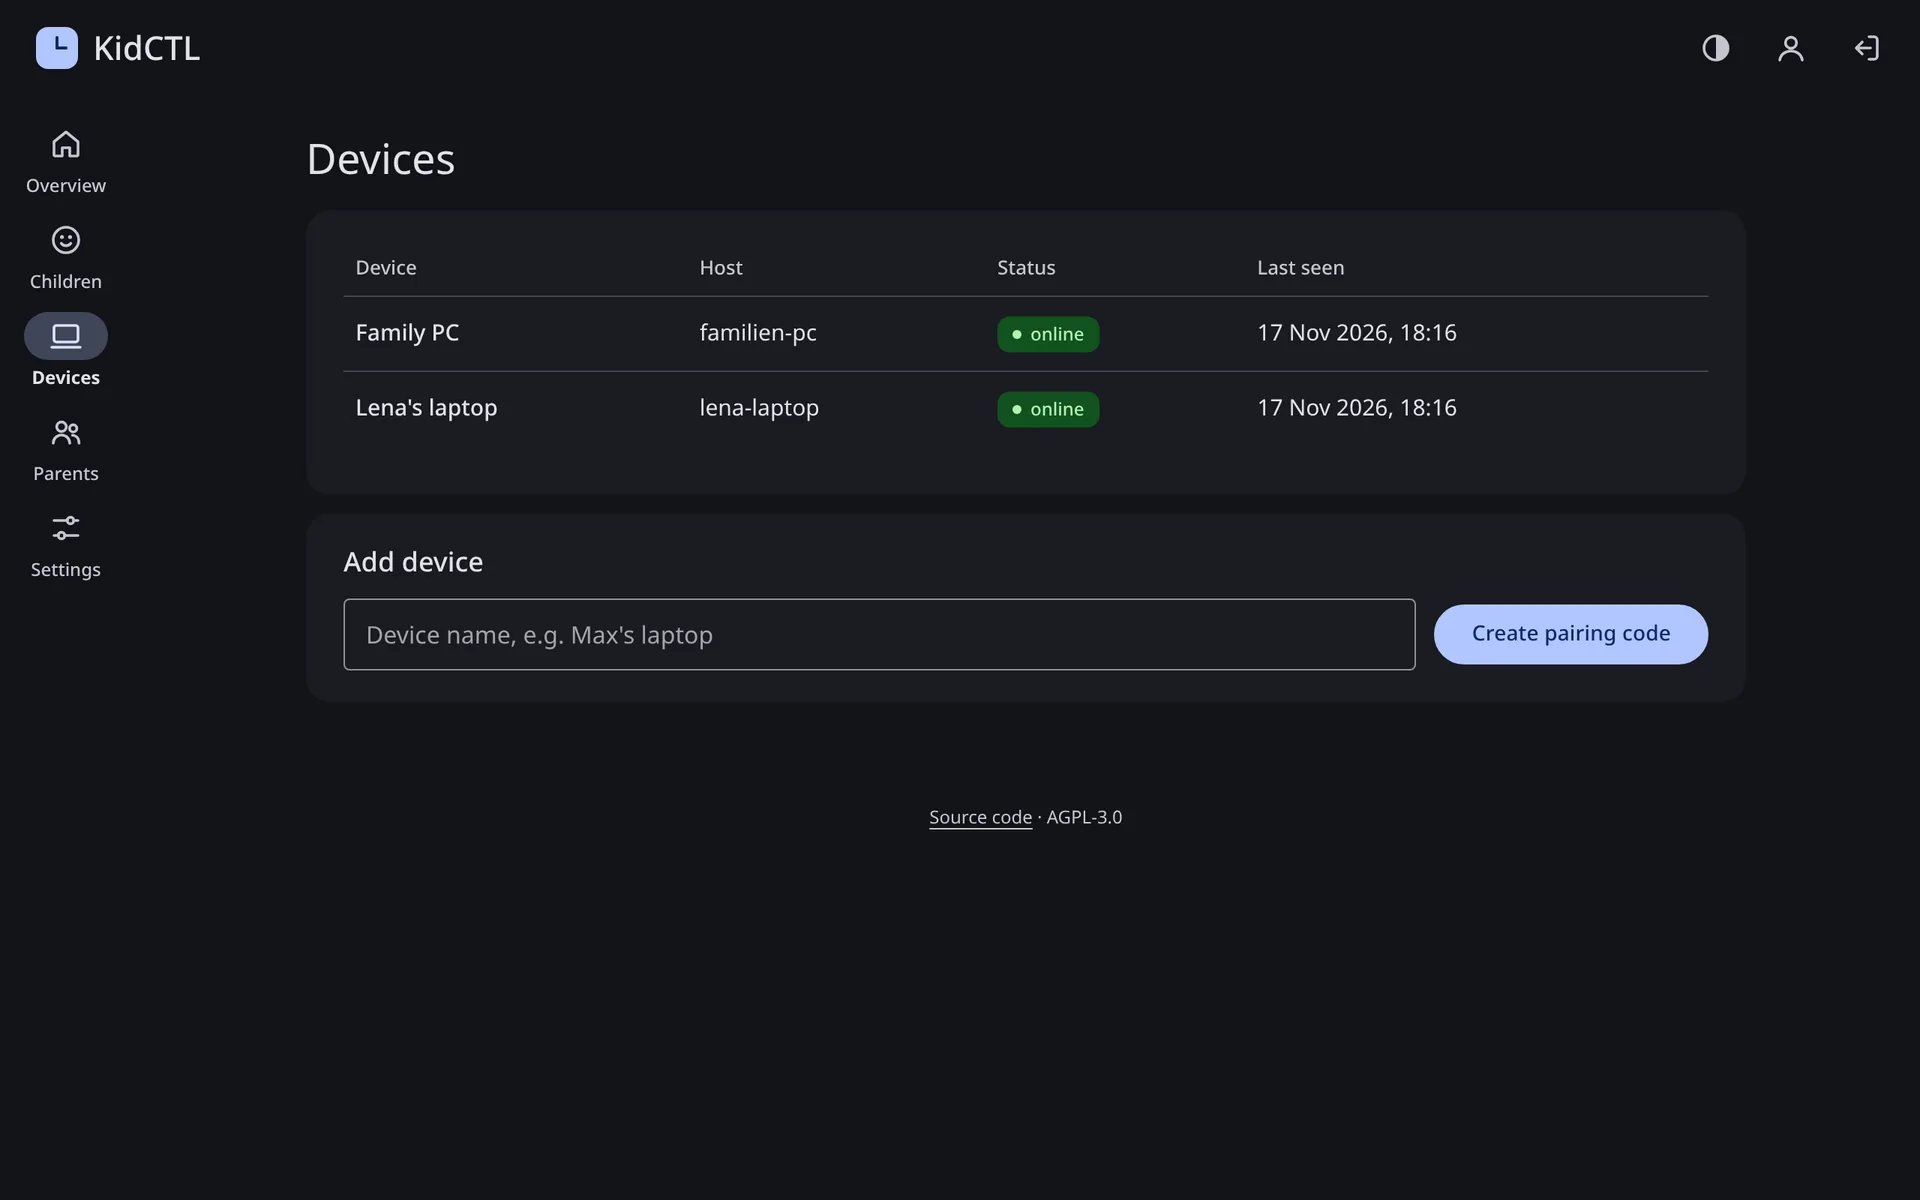 KidCTL
Overview
Children
Devices
Parents
Settings
Devices
Device Host Status Last seen
Family PC familien-pc online 17 Nov 2026, 18:16
Lena's laptop lena-laptop online 17 Nov 2026, 18:16
Add device
Device name, e.g. Max's laptop
Create pairing code
Source code · AGPL-3.0